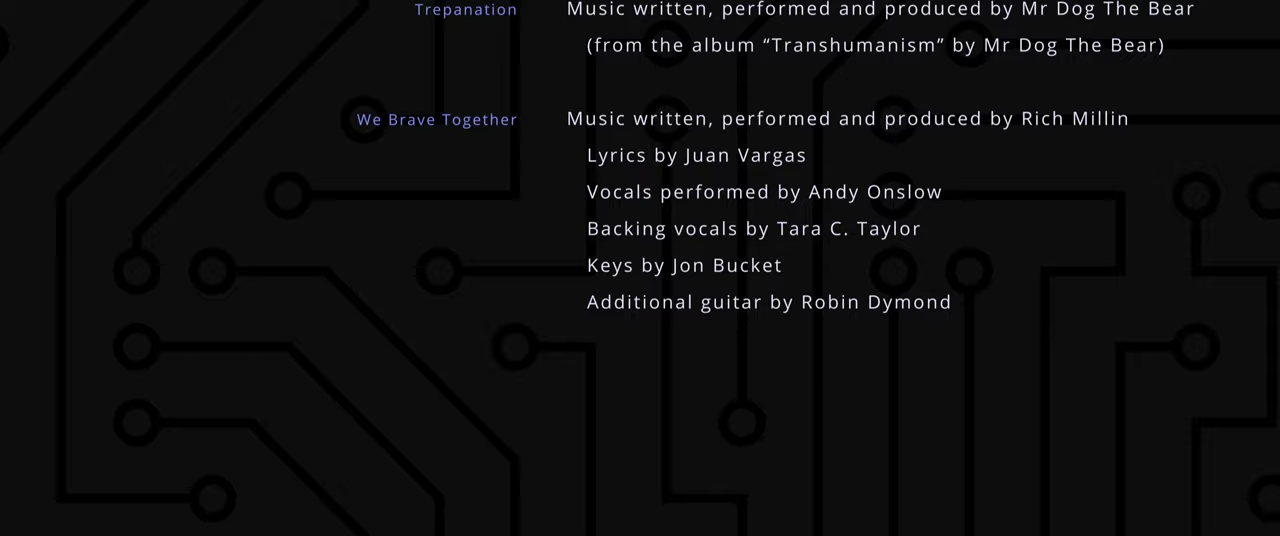 Trepanation Music written, performed and produced by Mr Dog The Bear
(from the album “Transhumanism” by Mr Dog The Bear)
We Brave Together Music written, performed and produced by Rich Millin
Lyrics by Juan Vargas
Vocals performed by Andy Onslow
Backing vocals by Tara C. Taylor
Keys by Jon Bucket
Additional guitar by Robin Dymond